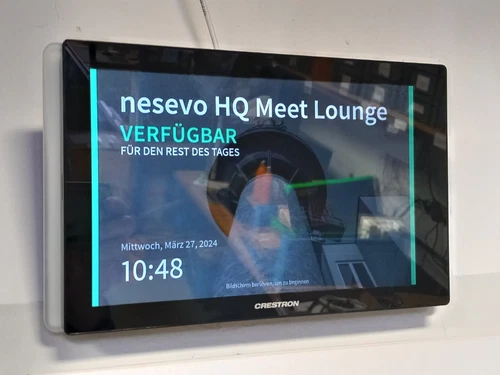 nesevo HQ Meet Lounge
VERFÜGBAR
FÜR DEN REST DES TAGES
Mittwoch, März 27, 2024
10:48
Bildschirm berühren, um zu beginnen
CRESTRON